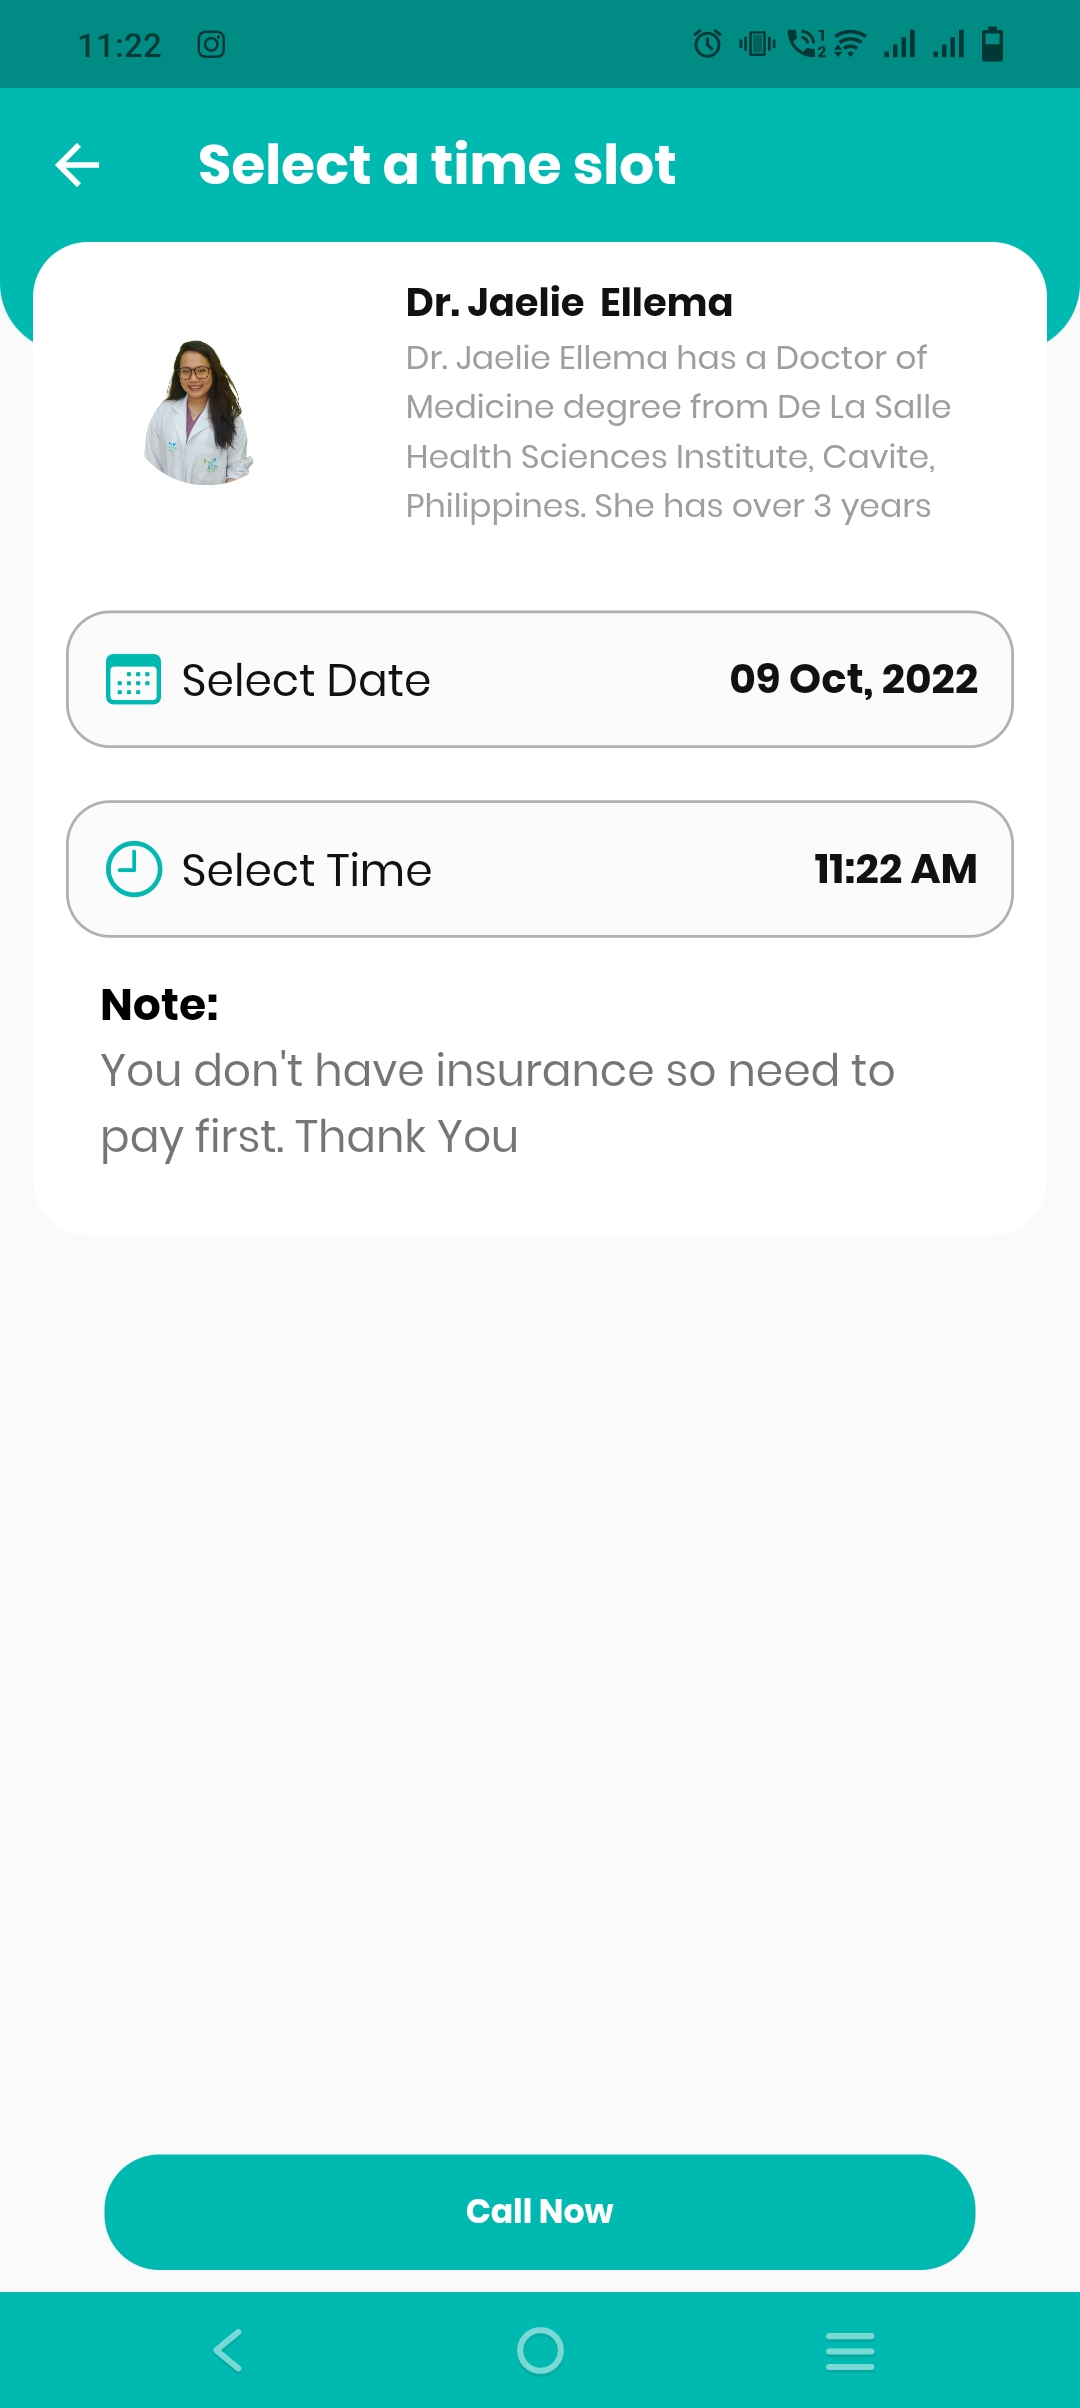 11:22
Select a time slot
Dr. Jaelie Ellema
Dr. Jaelie Ellema has a Doctor of
Medicine degree from De La Salle
Health Sciences Institute, Cavite,
Philippines. She has over 3 years
Select Date 09 Oct, 2022
Select Time 11:22 AM
Note:
You don't have insurance so need to
pay first. Thank You
Call Now